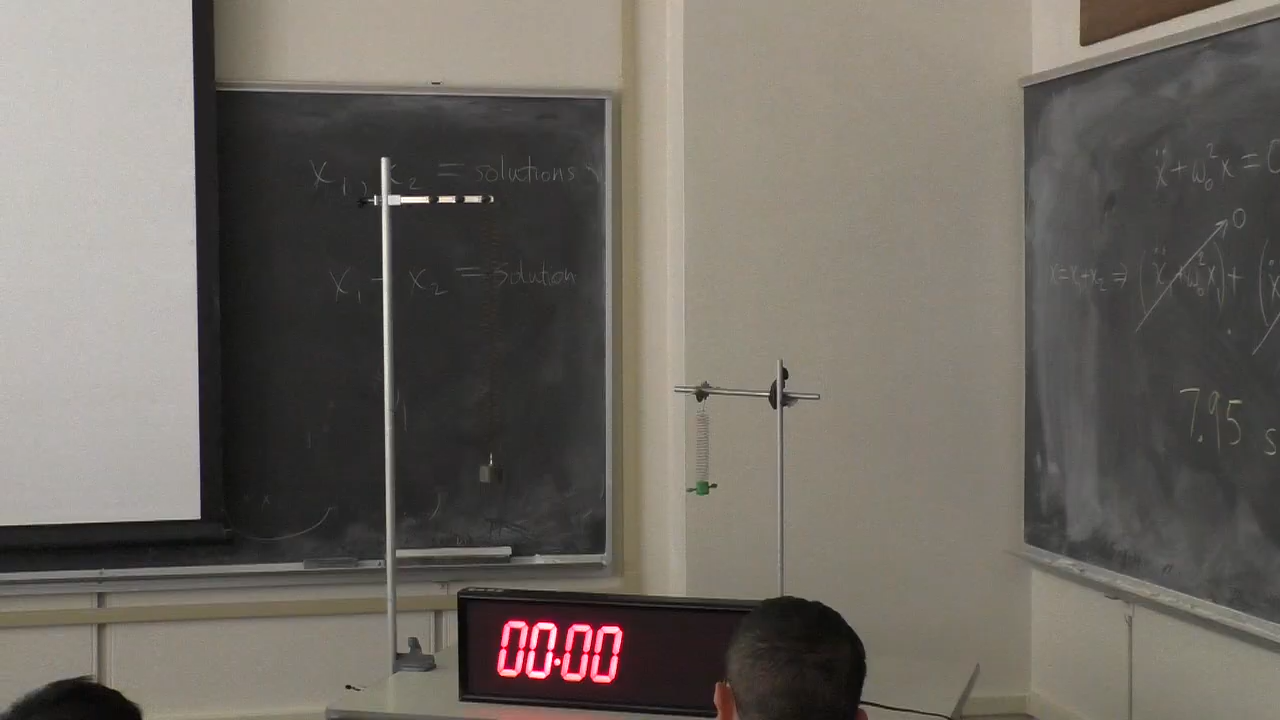 x₁, x₂ = solutions
x₁ + x₂ = solution
ẍ + ω₀²x = 0
x = x₁ + x₂ ⇒ (ẍ₁ + ω₀²x₁) + (ẍ
0
7.95 s
00:00